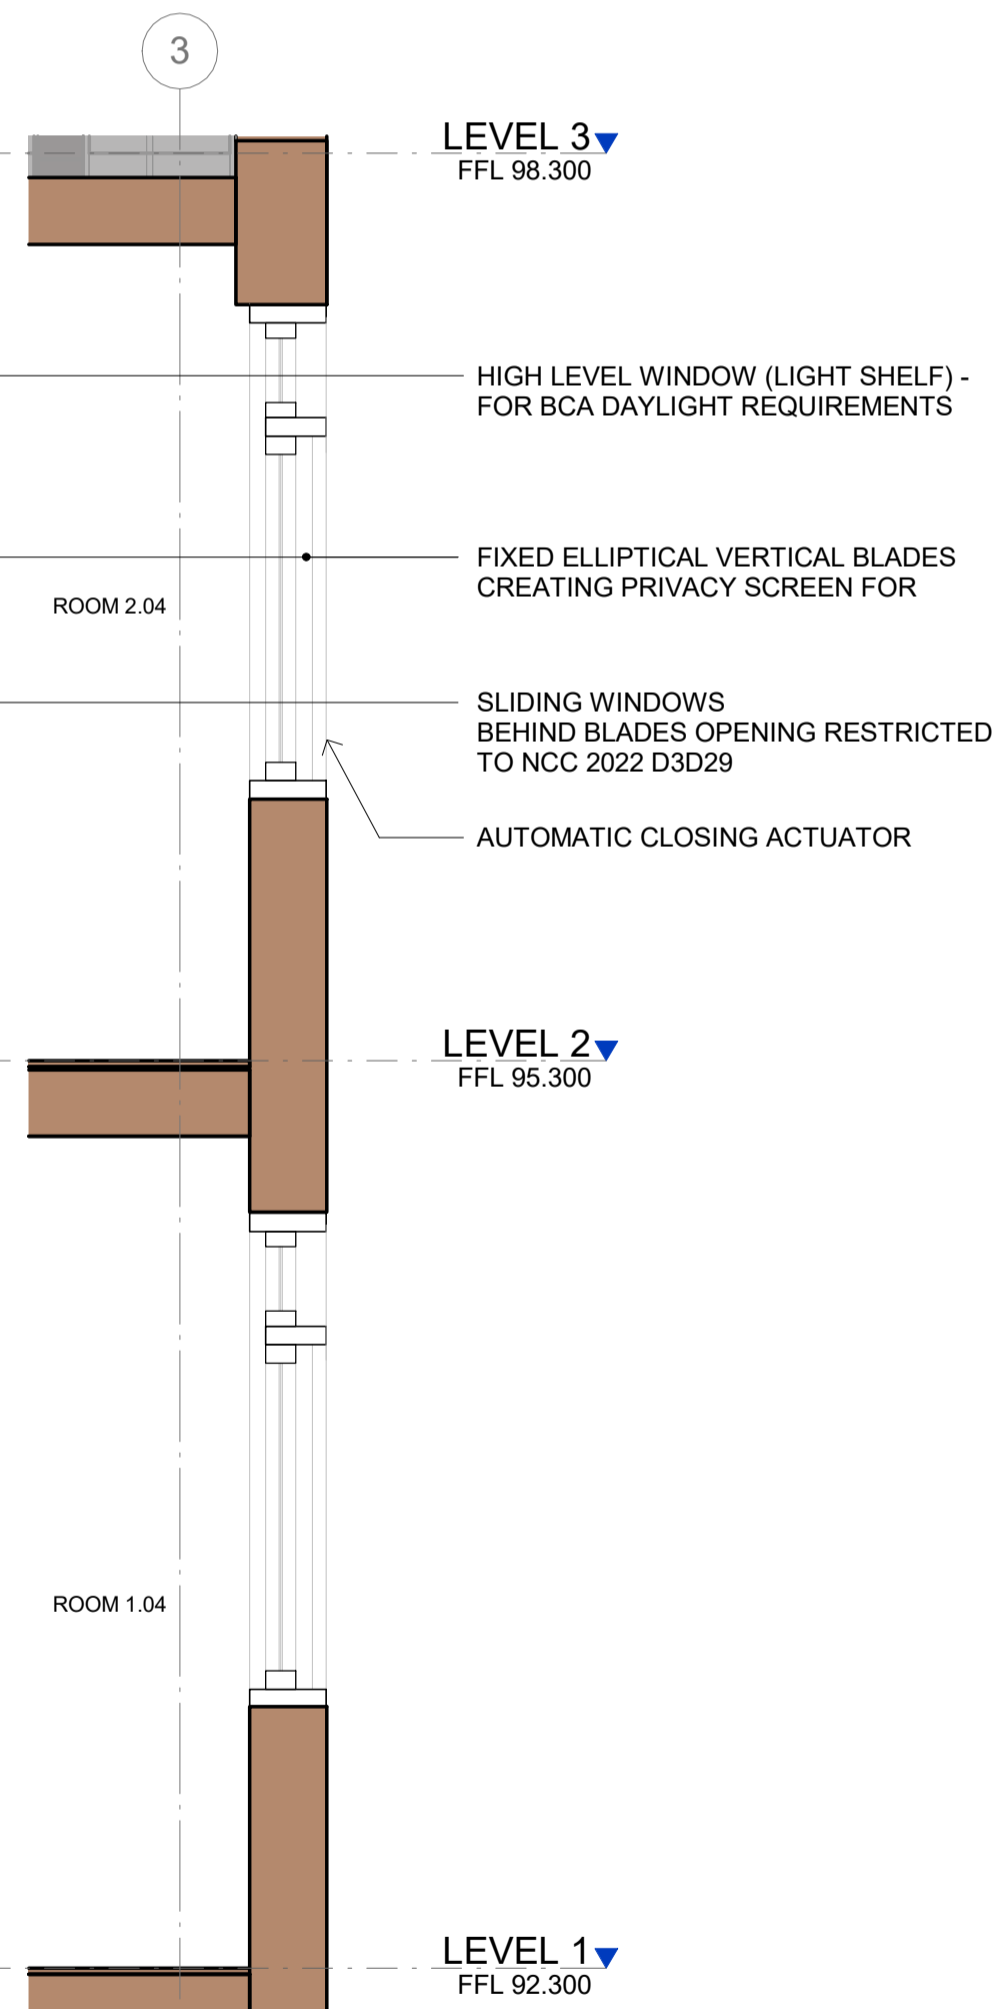 3
LEVEL 3
FFL 98.300
HIGH LEVEL WINDOW (LIGHT SHELF) -
FOR BCA DAYLIGHT REQUIREMENTS
FIXED ELLIPTICAL VERTICAL BLADES
CREATING PRIVACY SCREEN FOR
ROOM 2.04
SLIDING WINDOWS
BEHIND BLADES OPENING RESTRICTED
TO NCC 2022 D3D29
AUTOMATIC CLOSING ACTUATOR
LEVEL 2
FFL 95.300
ROOM 1.04
LEVEL 1
FFL 92.300